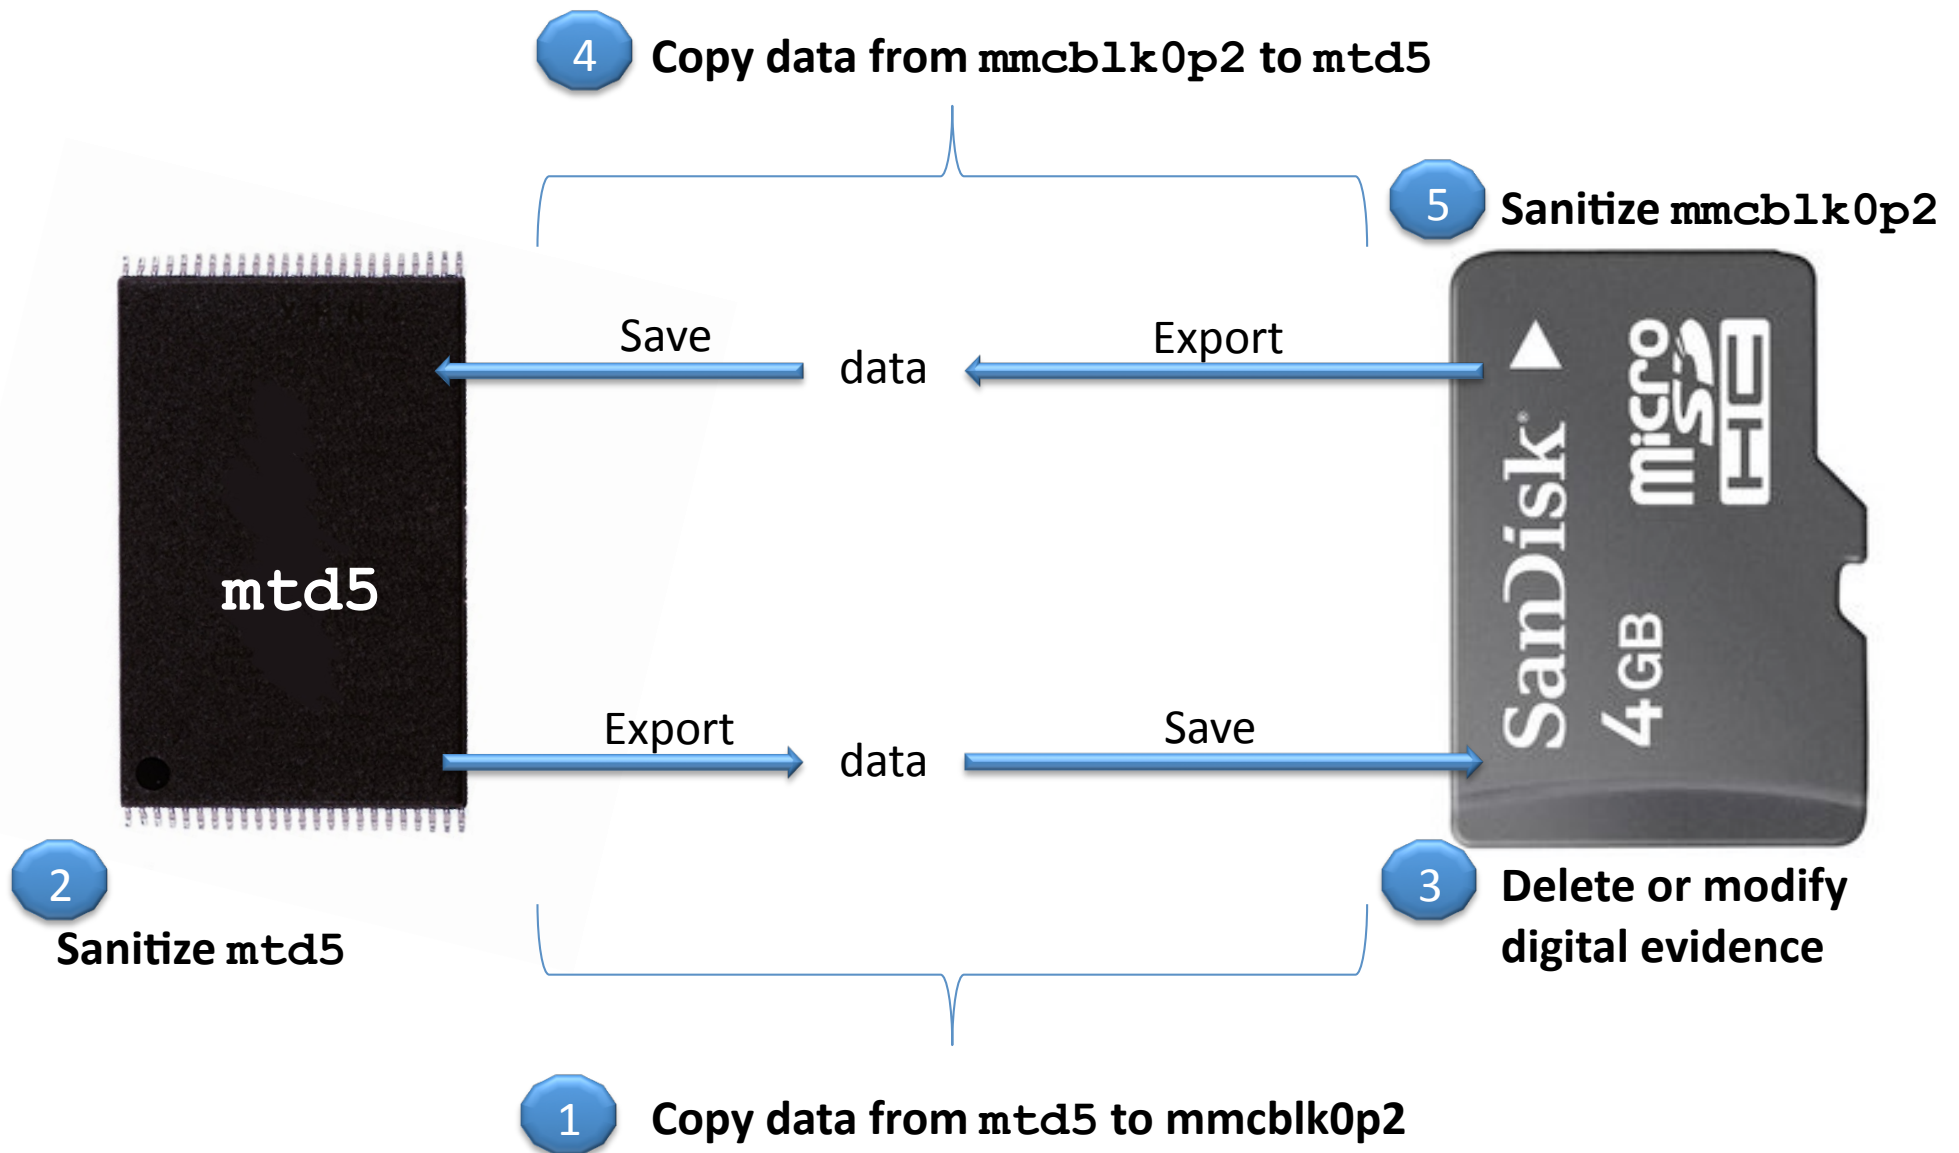 4 Copy data from mmcblk0p2 to mtd5
5 Sanitize mmcblk0p2
Save
data
Export
mtd5
SanDisk®
4GB
micro
SD
HC
Export
data
Save
2
Sanitize mtd5
3 Delete or modify
digital evidence
1 Copy data from mtd5 to mmcblk0p2